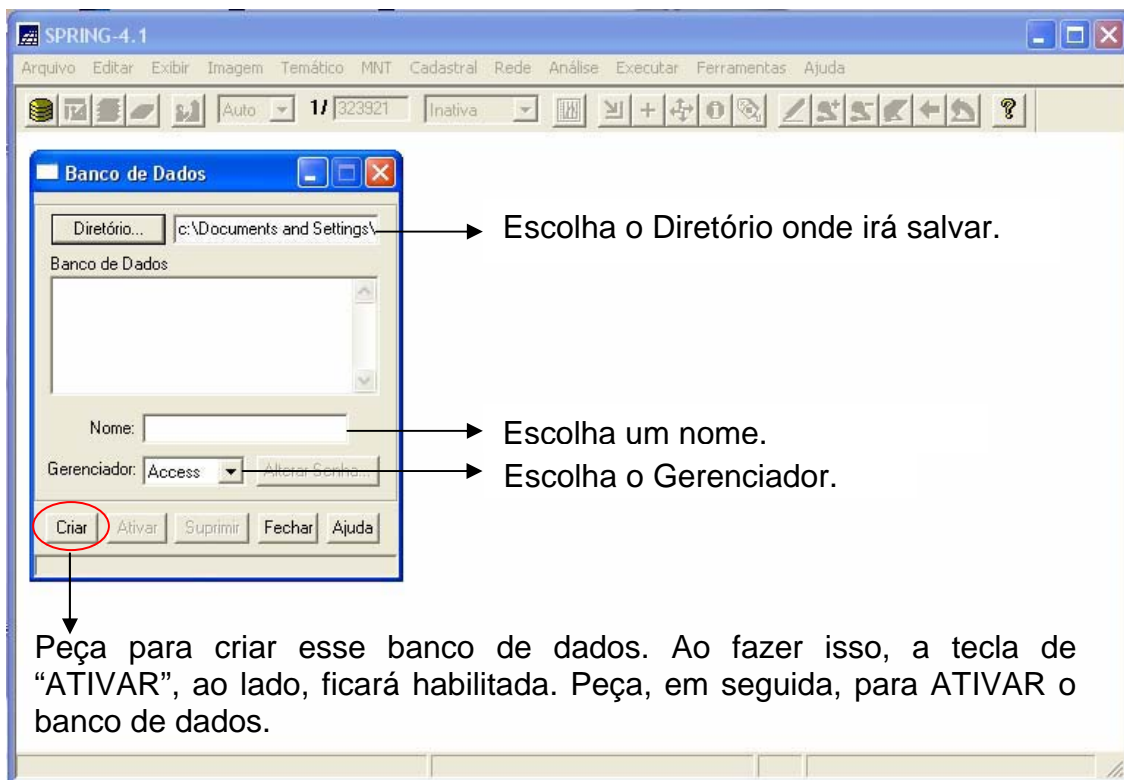 SPRING-4.1
Arquivo Editar Exibir Imagem Temático MNT Cadastral Rede Análise Executar Ferramentas Ajuda
Auto 1/ 323921 Inativa
Banco de Dados
Diretório... c:\Documents and Settings\
Escolha o Diretório onde irá salvar.
Banco de Dados
Nome:
Escolha um nome.
Gerenciador: Access Alterar Senha...
Escolha o Gerenciador.
Criar Ativar Suprimir Fechar Ajuda
Peça para criar esse banco de dados. Ao fazer isso, a tecla de
“ATIVAR”, ao lado, ficará habilitada. Peça, em seguida, para ATIVAR o
banco de dados.